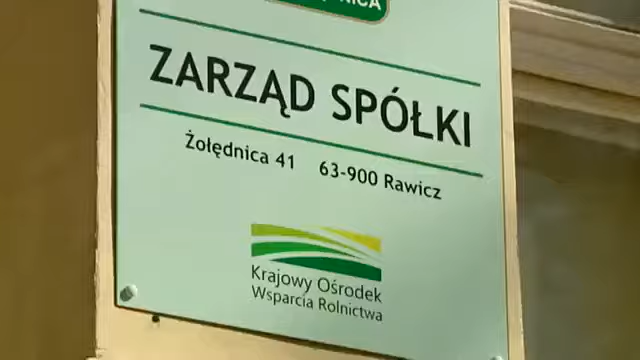 ZARZĄD SPÓŁKI
Żołędnica 41 63-900 Rawicz
Krajowy Ośrodek
Wsparcia Rolnictwa